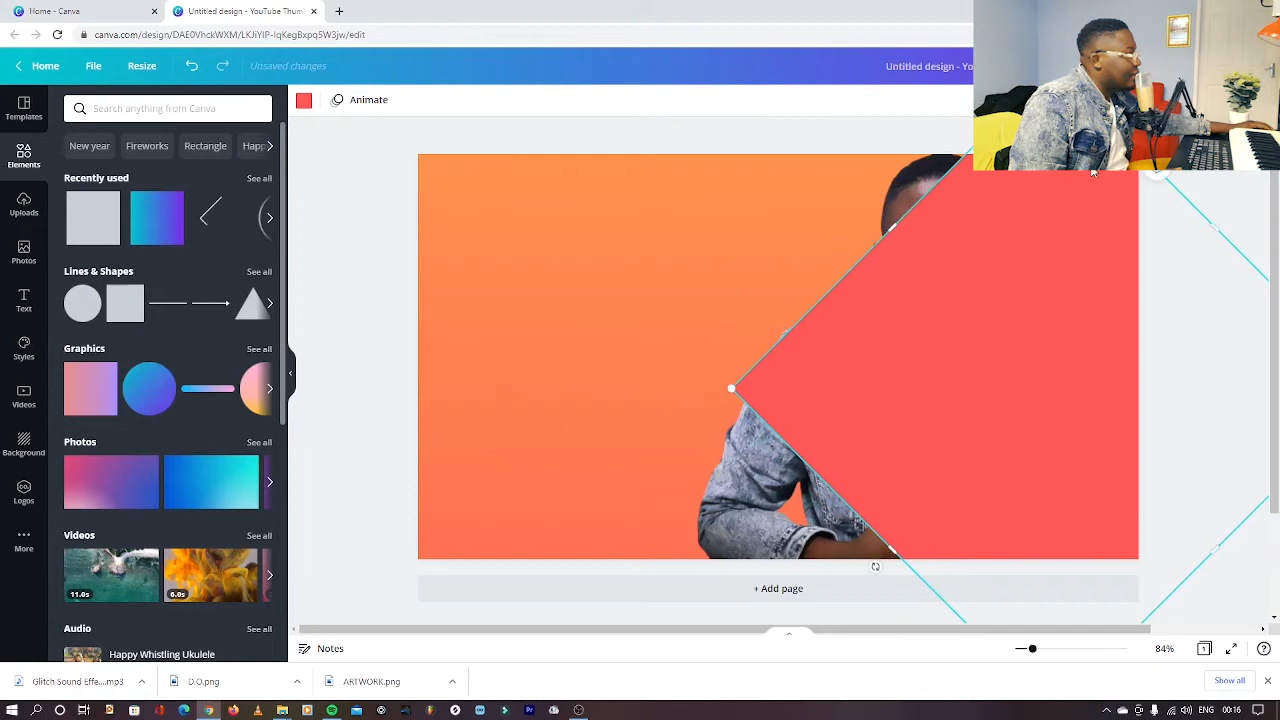 Home - Canva
Untitled design - YouTube Thum
canva.com/design/DAE0VhckWXM/LKJiYlP-IqKegBxpq5W3jw/edit
Home File Resize Unsaved changes Untitled design - Yo
Templates
Elements
Uploads
Photos
Text
Styles
Videos
Background
Logos
More
Search anything from Canva
New year Fireworks Rectangle Happ
Recently used See all
Lines & Shapes See all
Graphics See all
Photos See all
Videos See all
11.0s 6.0s
Audio See all
Happy Whistling Ukulele
Animate
+ Add page
Notes
84%
1
Glitch Sound Effe....mp3 D.O.png ARTWORK.png Show all
ENG 00:16